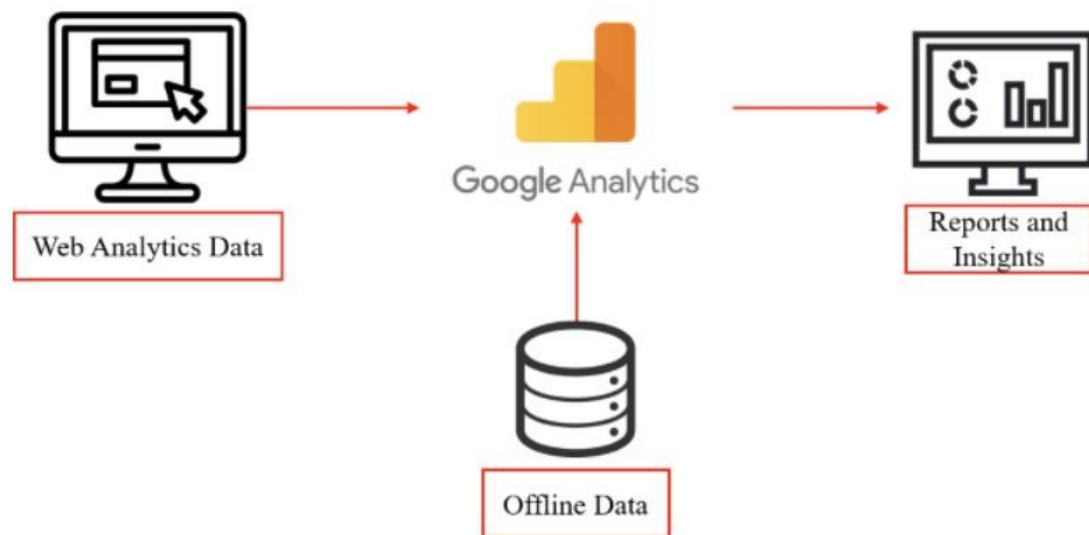 Google Analytics
Web Analytics Data
Reports and
Insights
Offline Data